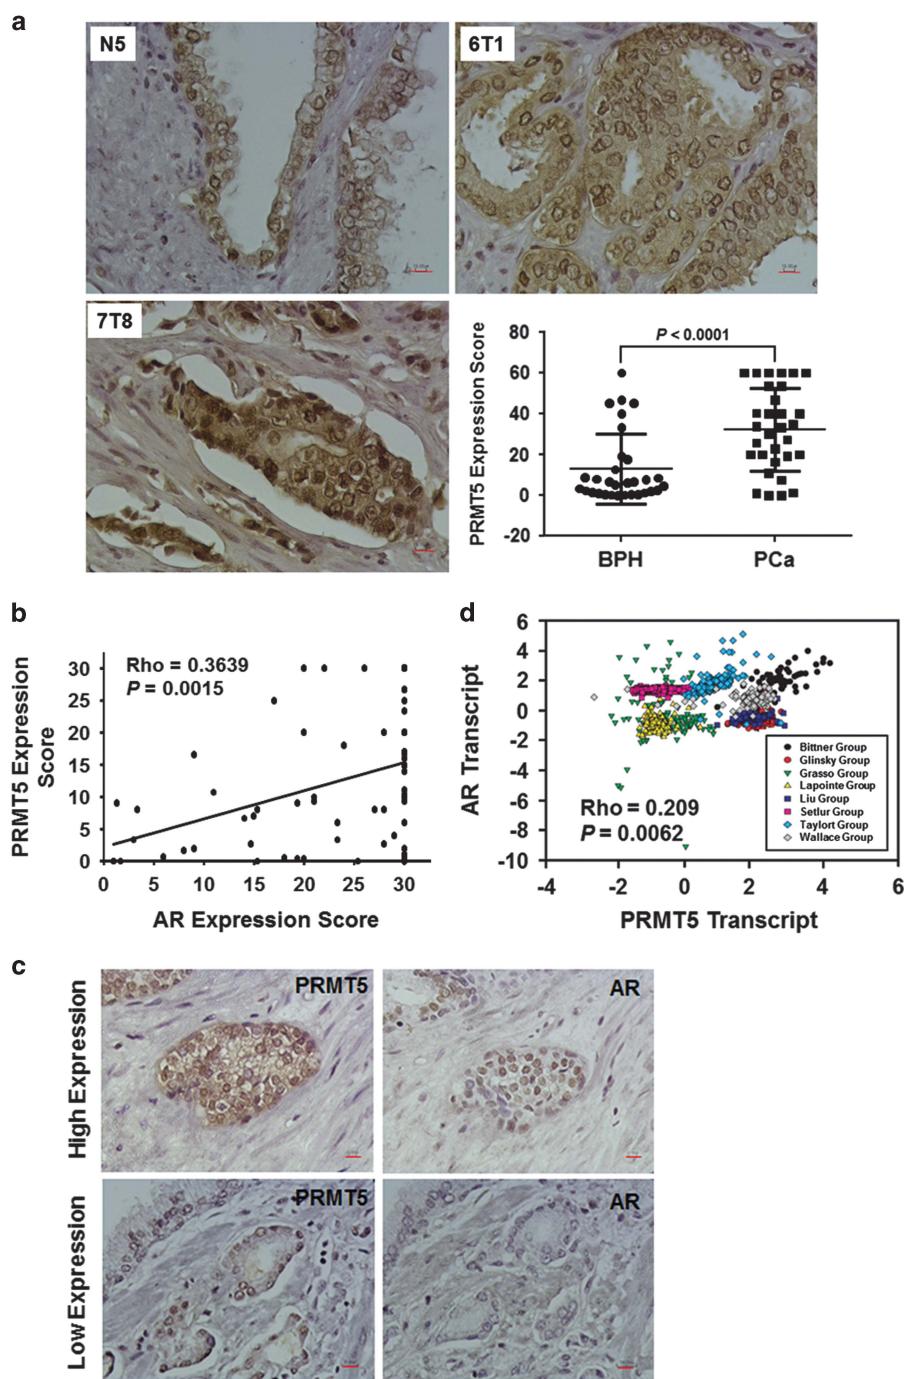 a
N5
6T1
7T8
PRMT5 Expression Score
80
60
40
20
0
-20
P < 0.0001
BPH
PCa
b
PRMT5 Expression
Score
30
25
20
15
10
5
0
Rho = 0.3639
P = 0.0015
0 5 10 15 20 25 30
AR Expression Score
d
AR Transcript
6
4
2
0
-2
-4
-6
-8
-10
Rho = 0.209
P = 0.0062
Bittner Group
Glinsky Group
Grasso Group
Lapointe Group
Liu Group
Setlur Group
Taylort Group
Wallace Group
-4 -2 0 2 4 6
PRMT5 Transcript
c
High Expression
PRMT5
AR
Low Expression
PRMT5
AR